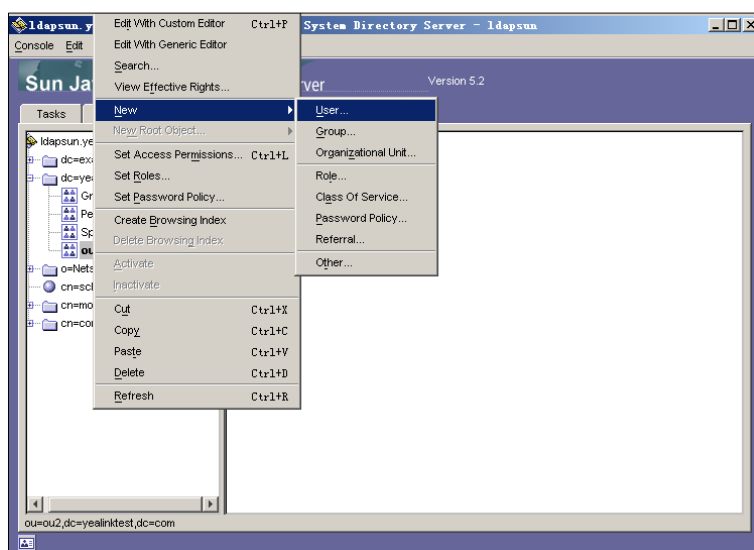 ldapsun.y
System Directory Server - ldapsun
Console Edit
Sun Ja
ver
Version 5.2
Tasks
ldapsun.ye
dc=exa
dc=yea
Gr
Pe
Sp
ou
o=Nets
cn=sch
cn=mo
cn=cor
Edit With Custom Editor Ctrl+P
Edit With Generic Editor
Search...
View Effective Rights...
New
New Root Object...
Set Access Permissions... Ctrl+L
Set Roles...
Set Password Policy...
Create Browsing Index
Delete Browsing Index
Activate
Inactivate
Cut Ctrl+X
Copy Ctrl+C
Paste Ctrl+V
Delete Ctrl+D
Refresh Ctrl+R
User...
Group...
Organizational Unit...
Role...
Class Of Service...
Password Policy...
Referral...
Other...
ou=ou2,dc=yealinktest,dc=com